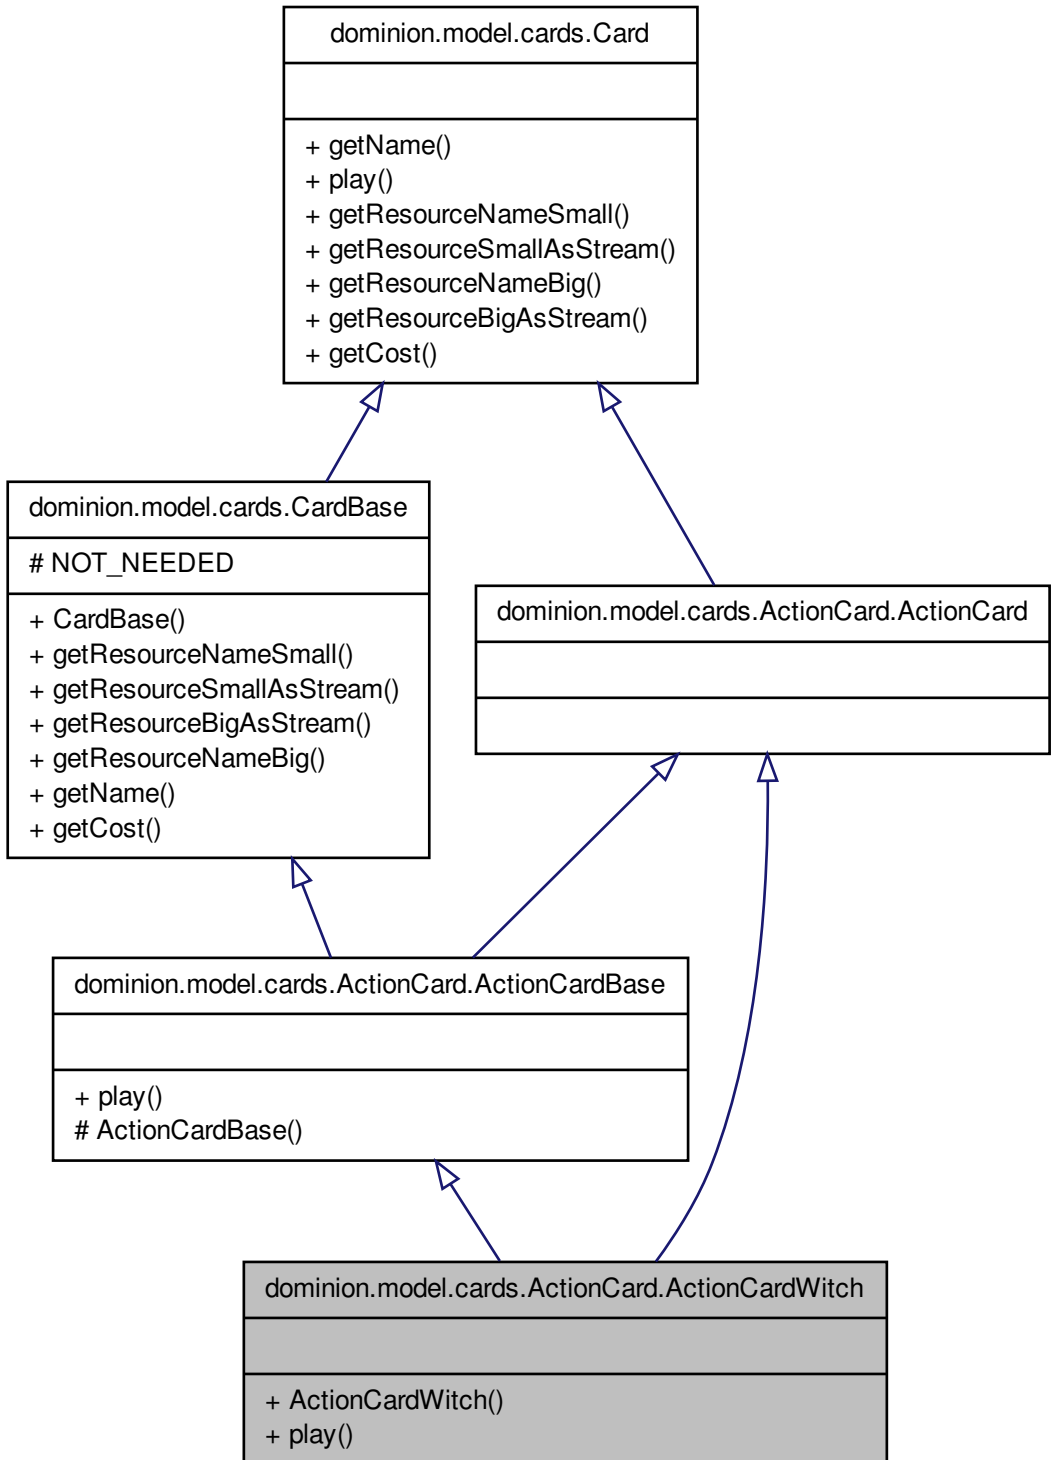 dominion.model.cards.Card
+ getName()
+ play()
+ getResourceNameSmall()
+ getResourceSmallAsStream()
+ getResourceNameBig()
+ getResourceBigAsStream()
+ getCost()
dominion.model.cards.CardBase
# NOT_NEEDED
+ CardBase()
+ getResourceNameSmall()
+ getResourceSmallAsStream()
+ getResourceBigAsStream()
+ getResourceNameBig()
+ getName()
+ getCost()
dominion.model.cards.ActionCard.ActionCard
dominion.model.cards.ActionCard.ActionCardBase
+ play()
# ActionCardBase()
dominion.model.cards.ActionCard.ActionCardWitch
+ ActionCardWitch()
+ play()